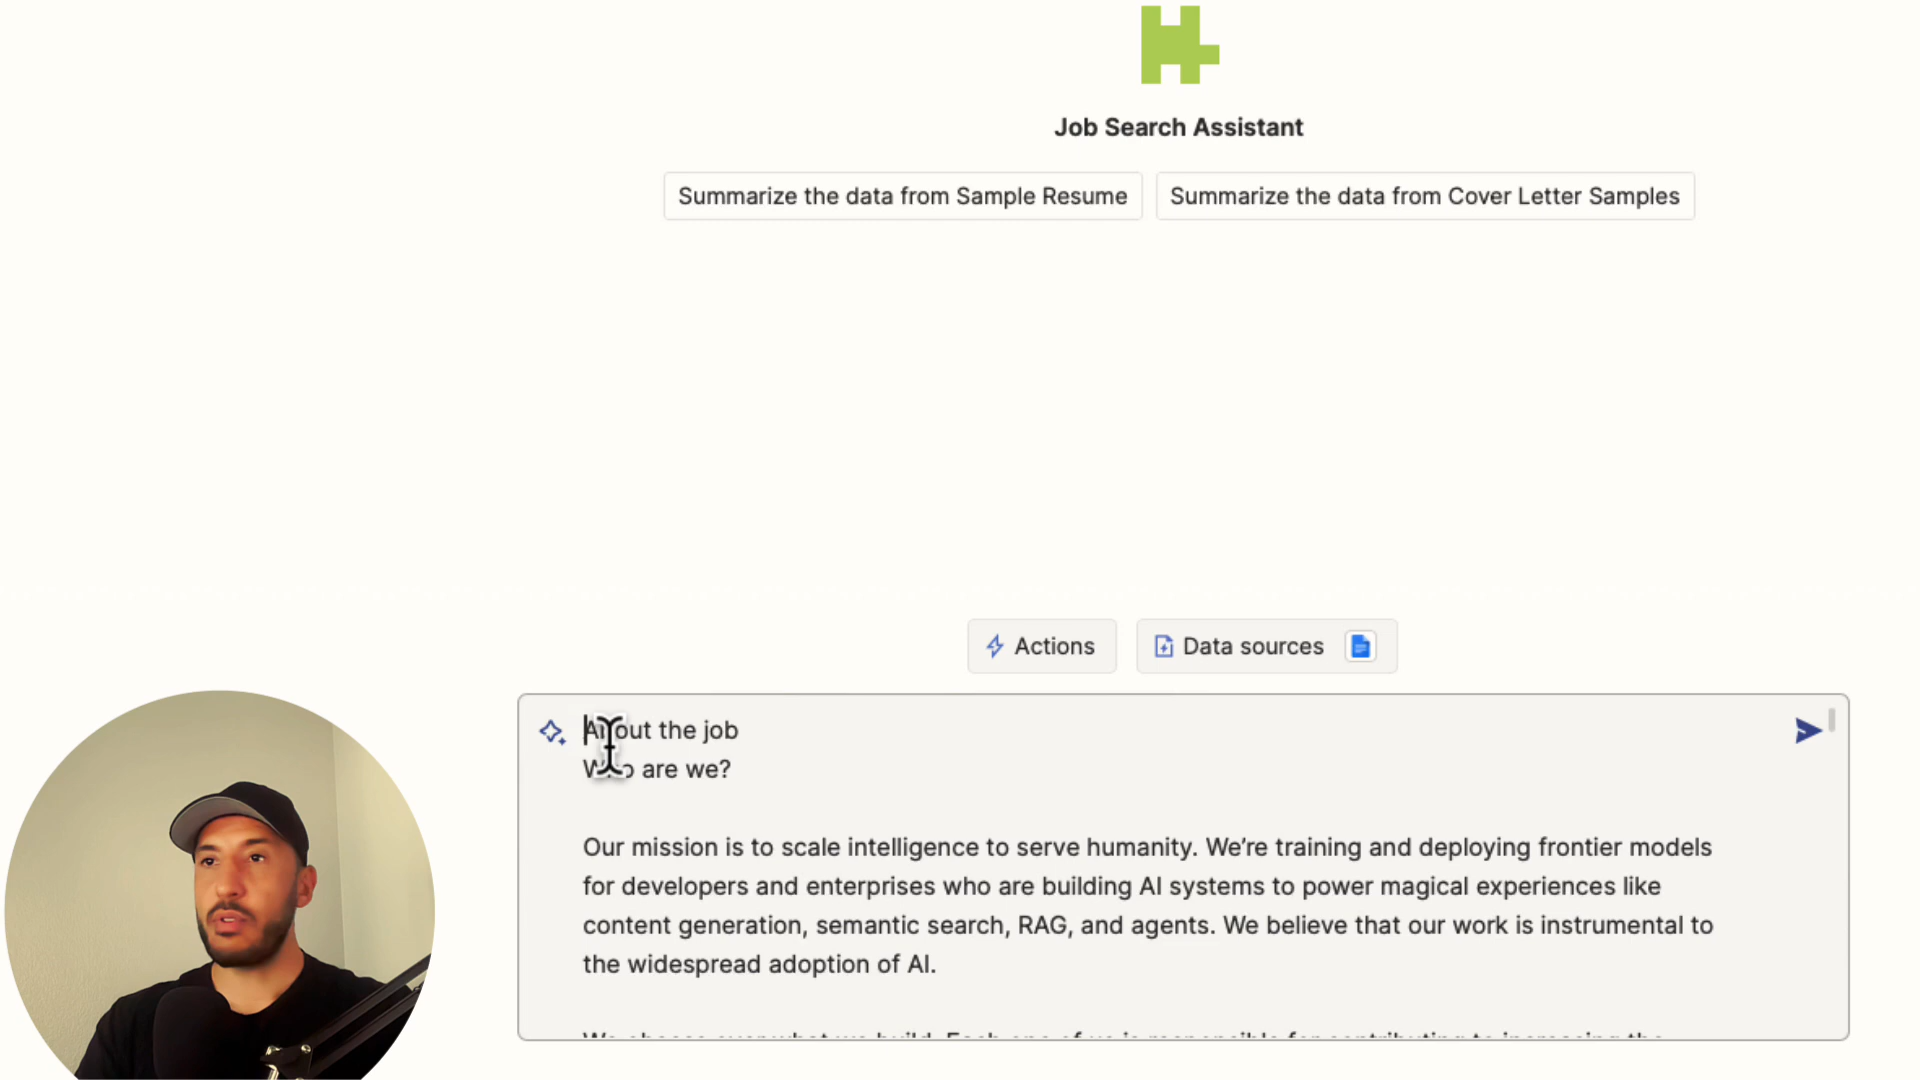 Job Search Assistant
Summarize the data from Sample Resume
Summarize the data from Cover Letter Samples
Actions
Data sources
About the job
Who are we?
Our mission is to scale intelligence to serve humanity. We’re training and deploying frontier models
for developers and enterprises who are building AI systems to power magical experiences like
content generation, semantic search, RAG, and agents. We believe that our work is instrumental to
the widespread adoption of AI.